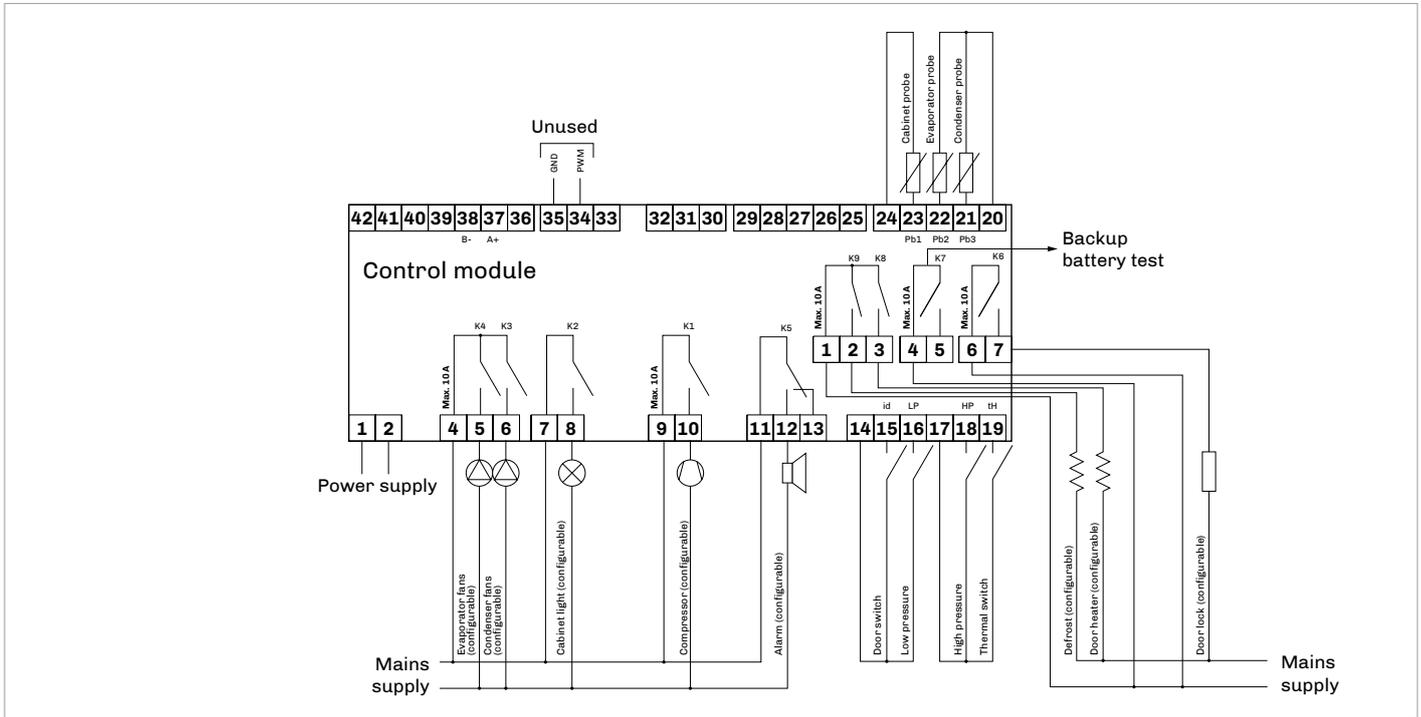 Unused
GND
PWM
Cabinet probe
Evaporator probe
Condenser probe
42 41 40 39 38 37 36 35 34 33 32 31 30 29 28 27 26 25 24 23 22 21 20
B- A+
Pb1 Pb2 Pb3
Backup
battery test
Control module
K9 K8 K7 K6
Max. 10 A
Max. 10 A
Max. 10 A
1 2 3 4 5 6 7
K4 K3 K2 K1 K5
Max. 10 A
Max. 10 A
id LP HP tH
1 2 4 5 6 7 8 9 10 11 12 13 14 15 16 17 18 19
Power supply
Evaporator fans
(configurable)
Condenser fans
(configurable)
Cabinet light (configurable)
Compressor (configurable)
Alarm (configurable)
Door switch
Low pressure
High pressure
Thermal switch
Defrost (configurable)
Door heater (configurable)
Door lock (configurable)
Mains
supply
Mains
supply